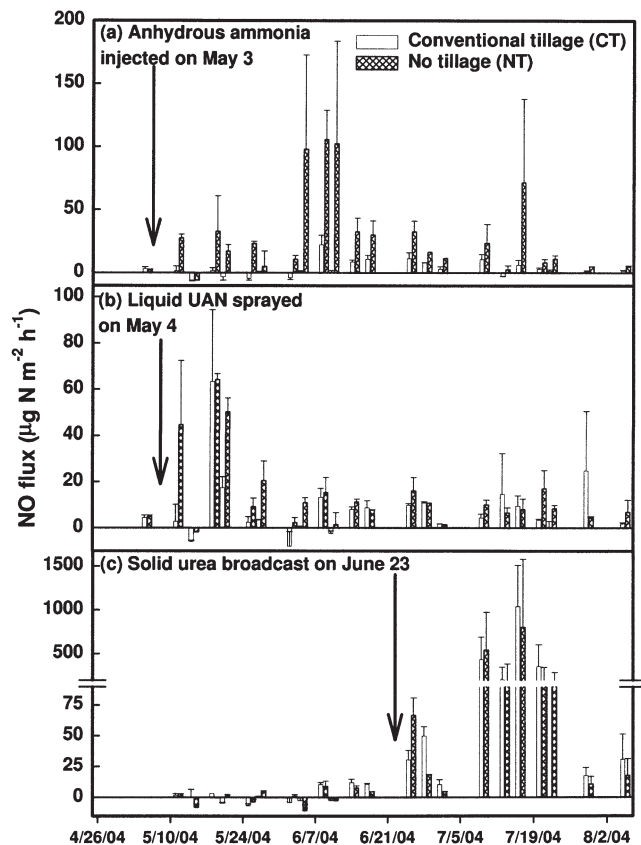 200
(a) Anhydrous ammonia
injected on May 3
Conventional tillage (CT)
No tillage (NT)
150
100
50
0
100
(b) Liquid UAN sprayed
on May 4
80
60
40
20
0
NO flux (μg N m⁻² h⁻¹)
1500
(c) Solid urea broadcast on June 23
1000
500
75
50
25
0
4/26/04 5/10/04 5/24/04 6/7/04 6/21/04 7/5/04 7/19/04 8/2/04